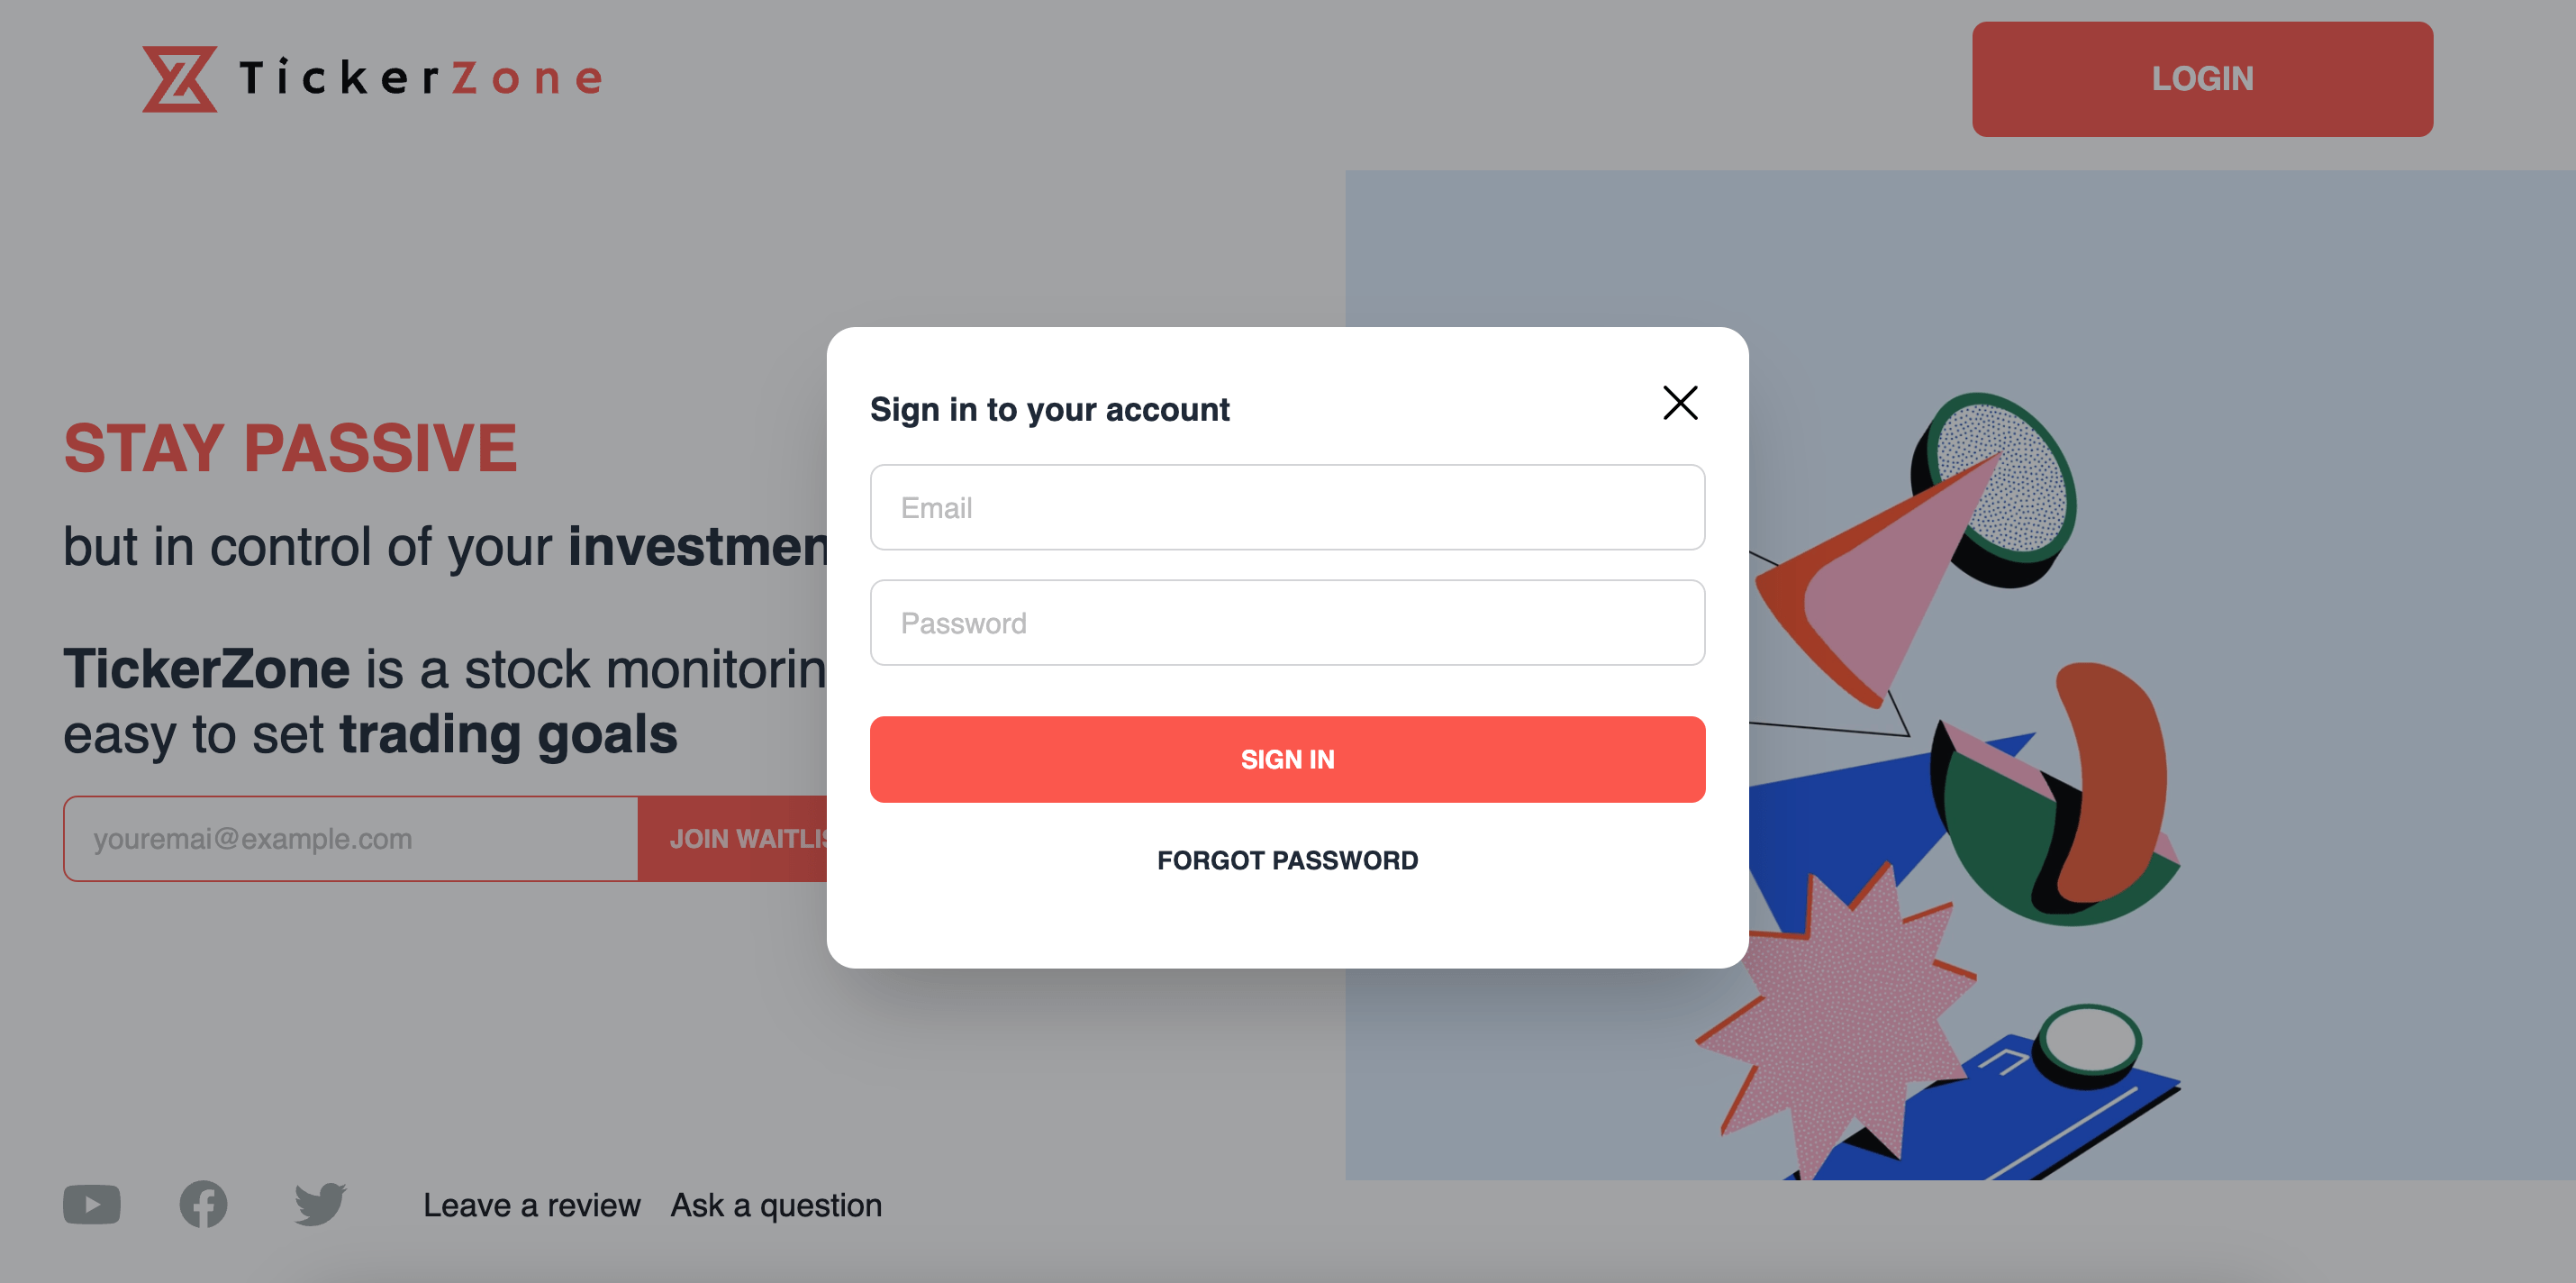 TickerZone
LOGIN
STAY PASSIVE
but in control of your investmen
TickerZone is a stock monitorin
easy to set trading goals
youremai@example.com
JOIN WAITLIS
Sign in to your account
Email
Password
SIGN IN
FORGOT PASSWORD
Leave a review Ask a question